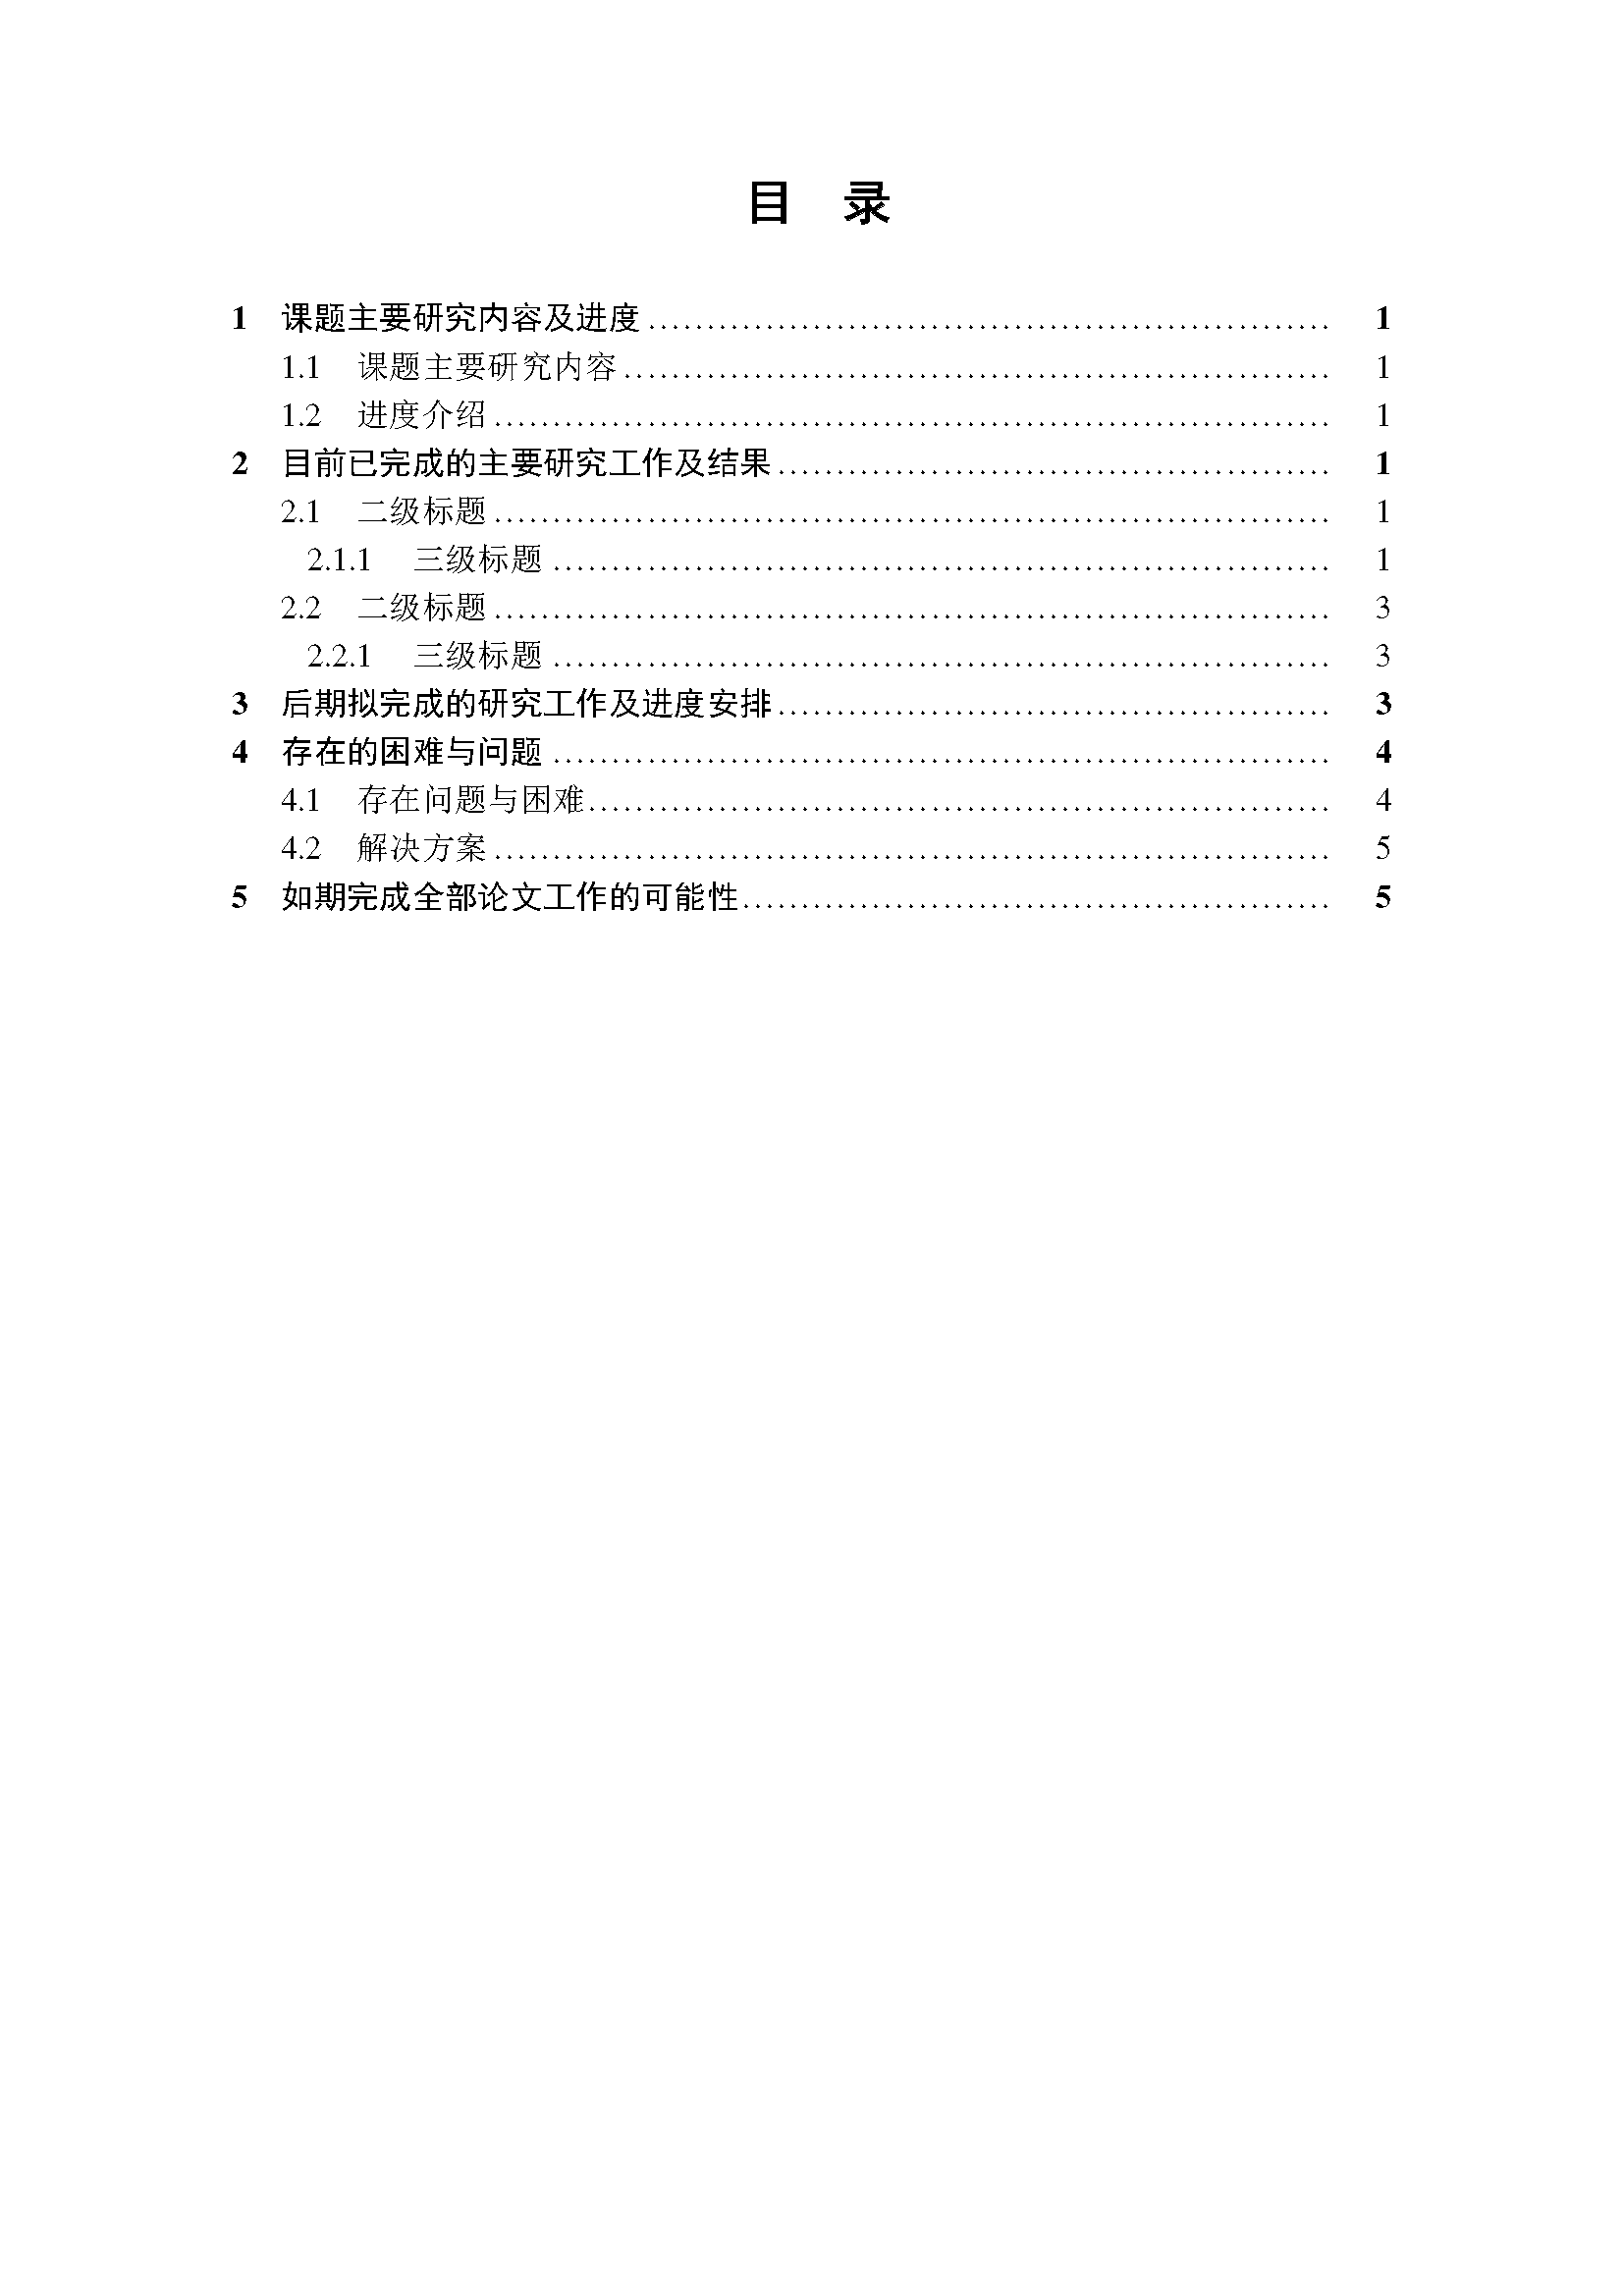 目 录
1 课题主要研究内容及进度 1
1.1 课题主要研究内容 1
1.2 进度介绍 1
2 目前已完成的主要研究工作及结果 1
2.1 二级标题 1
2.1.1 三级标题 1
2.2 二级标题 3
2.2.1 三级标题 3
3 后期拟完成的研究工作及进度安排 3
4 存在的困难与问题 4
4.1 存在问题与困难 4
4.2 解决方案 5
5 如期完成全部论文工作的可能性 5